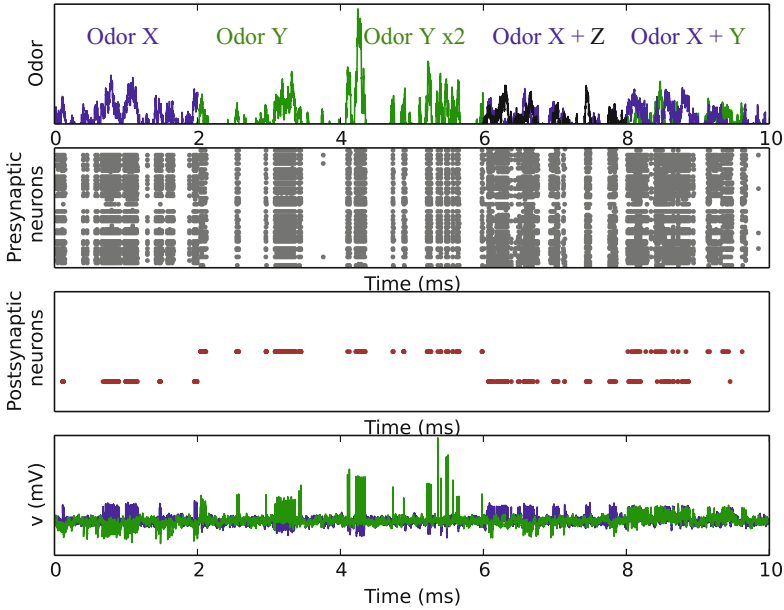 Odor
Odor X
Odor Y
Odor Y x2
Odor X + Z
Odor X + Y
0 2 4 6 8 10
Presynaptic
neurons
Time (ms)
Postsynaptic
neurons
Time (ms)
v (mV)
0 2 4 6 8 10
Time (ms)